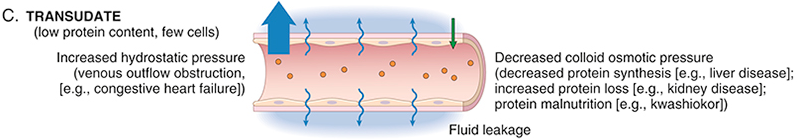 C. TRANSUDATE
(low protein content, few cells)
Increased hydrostatic pressure
(venous outflow obstruction,
[e.g., congestive heart failure])
Decreased colloid osmotic pressure
(decreased protein synthesis [e.g., liver disease];
increased protein loss [e.g., kidney disease];
protein malnutrition [e.g., kwashiokor])
Fluid leakage